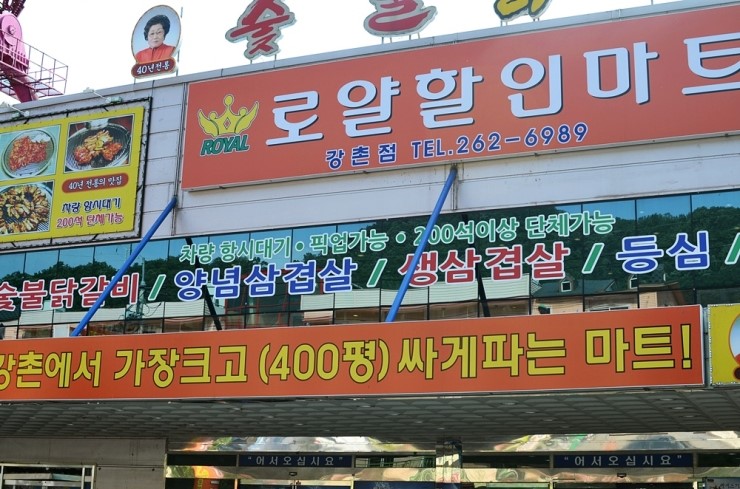 40년전통
숯불
ROYAL
로얄할인마트
강촌점 TEL.262-6989
40년 전통의 맛집
차량 항시대기
200석 단체가능
차량 항시대기 • 픽업가능 • 200석이상 단체가능
숯불닭갈비 / 양념삼겹살 / 생삼겹살 / 등심 /
강촌에서 가장크고 (400평) 싸게파는 마트!
"어서오십시요"
"어서오십시요"